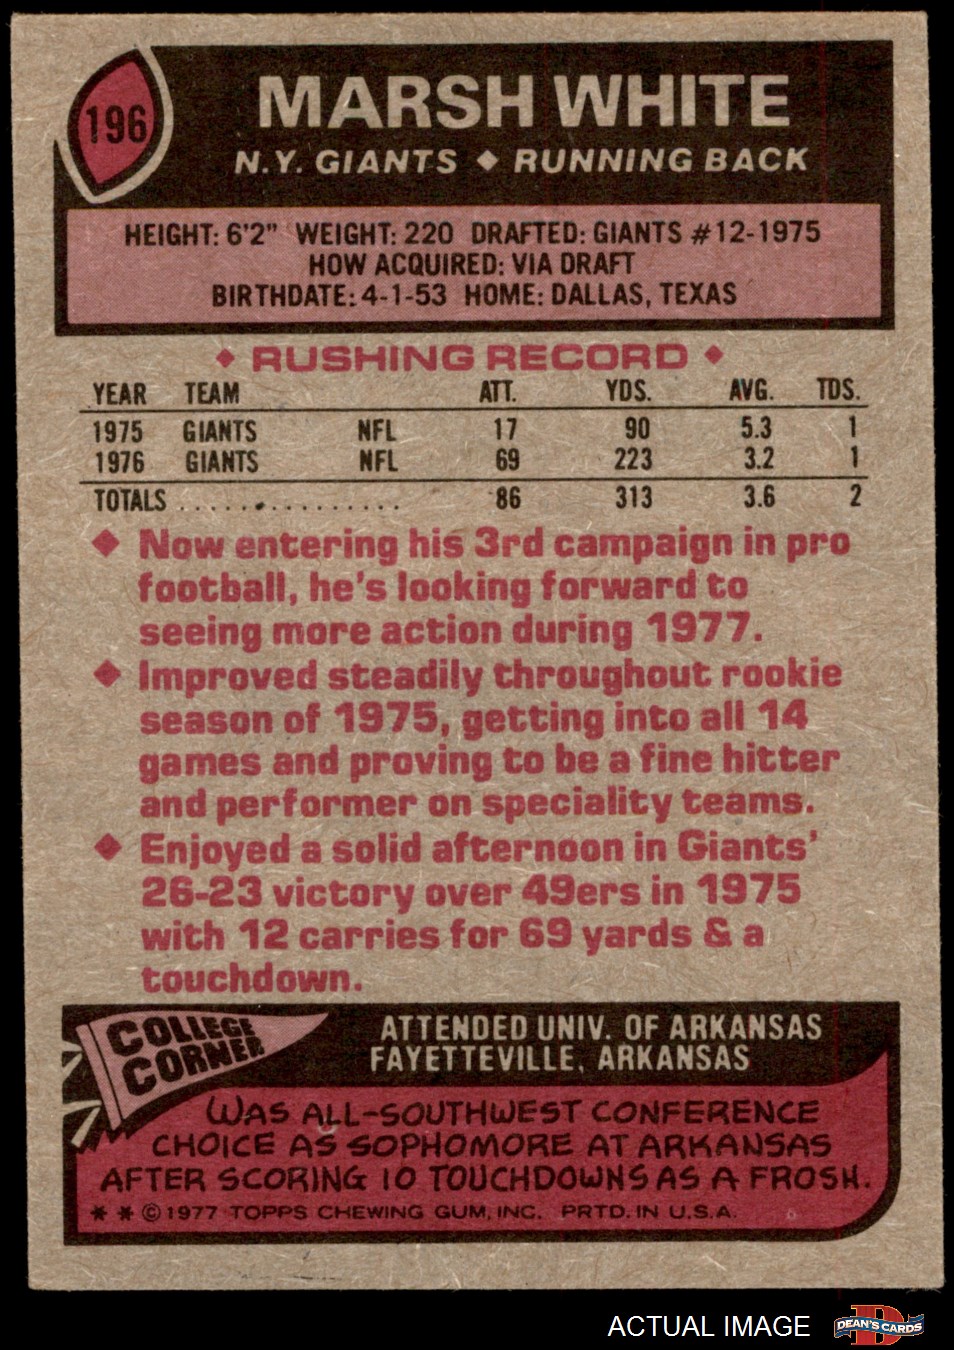 196
MARSH WHITE
N.Y. GIANTS ◆ RUNNING BACK
HEIGHT: 6'2" WEIGHT: 220 DRAFTED: GIANTS #12-1975
HOW ACQUIRED: VIA DRAFT
BIRTHDATE: 4-1-53 HOME: DALLAS, TEXAS
◆ RUSHING RECORD ◆
YEAR TEAM ATT. YDS. AVG. TDS.
1975 GIANTS NFL 17 90 5.3 1
1976 GIANTS NFL 69 223 3.2 1
TOTALS ................ 86 313 3.6 2
◆ Now entering his 3rd campaign in pro
football, he's looking forward to
seeing more action during 1977.
◆ Improved steadily throughout rookie
season of 1975, getting into all 14
games and proving to be a fine hitter
and performer on speciality teams.
◆ Enjoyed a solid afternoon in Giants'
26-23 victory over 49ers in 1975
with 12 carries for 69 yards & a
touchdown.
COLLEGE
CORNER
ATTENDED UNIV. OF ARKANSAS
FAYETTEVILLE, ARKANSAS
WAS ALL-SOUTHWEST CONFERENCE
CHOICE AS SOPHOMORE AT ARKANSAS
AFTER SCORING 10 TOUCHDOWNS AS A FROSH.
* * © 1977 TOPPS CHEWING GUM, INC. PRTD. IN U.S.A.
ACTUAL IMAGE
D
DEAN'S CARDS